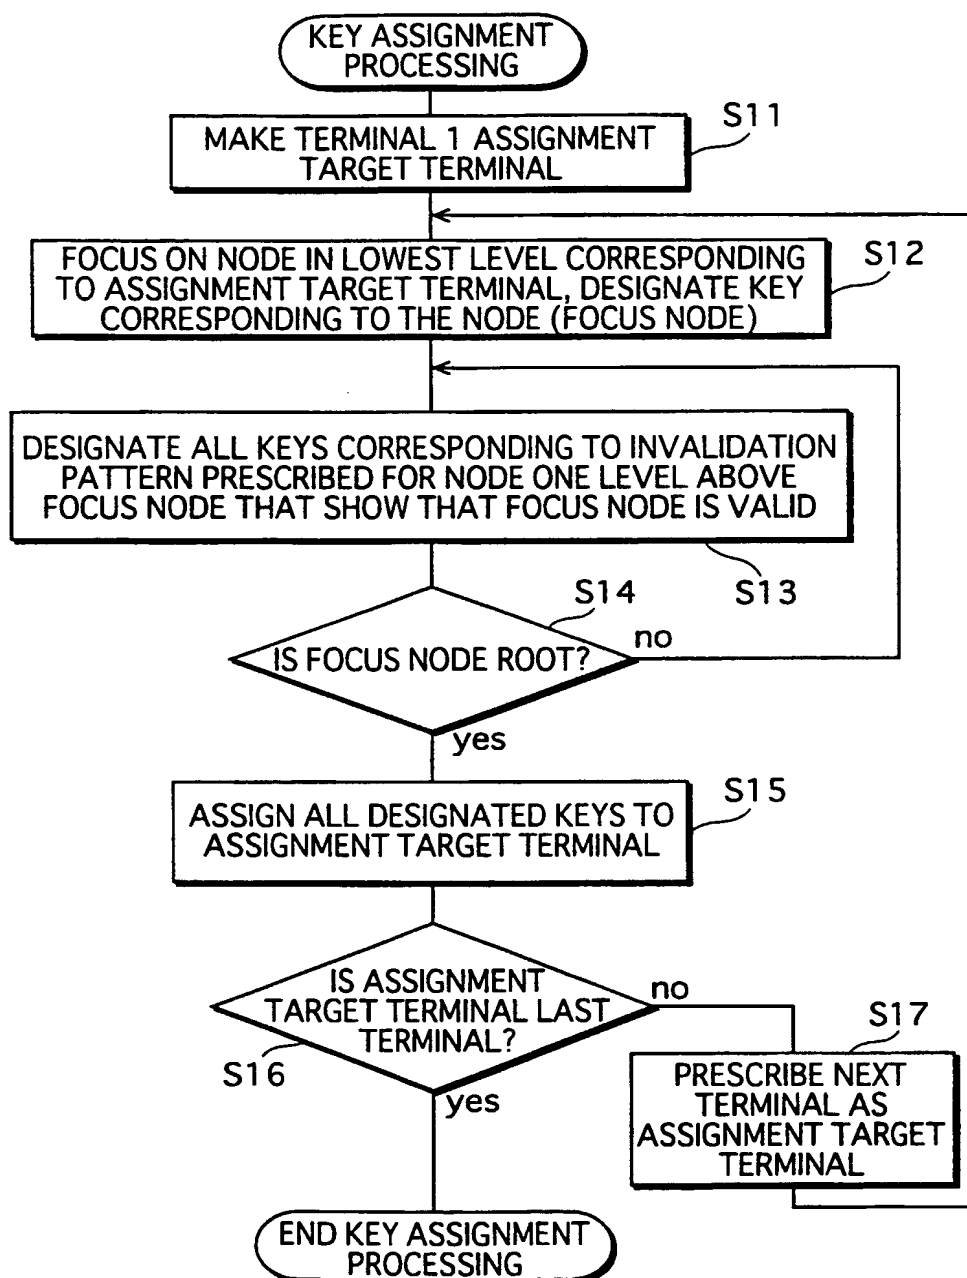 KEY ASSIGNMENT
PROCESSING
S11
MAKE TERMINAL 1 ASSIGNMENT
TARGET TERMINAL
S12
FOCUS ON NODE IN LOWEST LEVEL CORRESPONDING
TO ASSIGNMENT TARGET TERMINAL, DESIGNATE KEY
CORRESPONDING TO THE NODE (FOCUS NODE)
DESIGNATE ALL KEYS CORRESPONDING TO INVALIDATION
PATTERN PRESCRIBED FOR NODE ONE LEVEL ABOVE
FOCUS NODE THAT SHOW THAT FOCUS NODE IS VALID
S13
S14
IS FOCUS NODE ROOT?
no
yes
S15
ASSIGN ALL DESIGNATED KEYS TO
ASSIGNMENT TARGET TERMINAL
IS ASSIGNMENT
TARGET TERMINAL LAST
TERMINAL?
no
S16
yes
S17
PRESCRIBE NEXT
TERMINAL AS
ASSIGNMENT TARGET
TERMINAL
END KEY ASSIGNMENT
PROCESSING